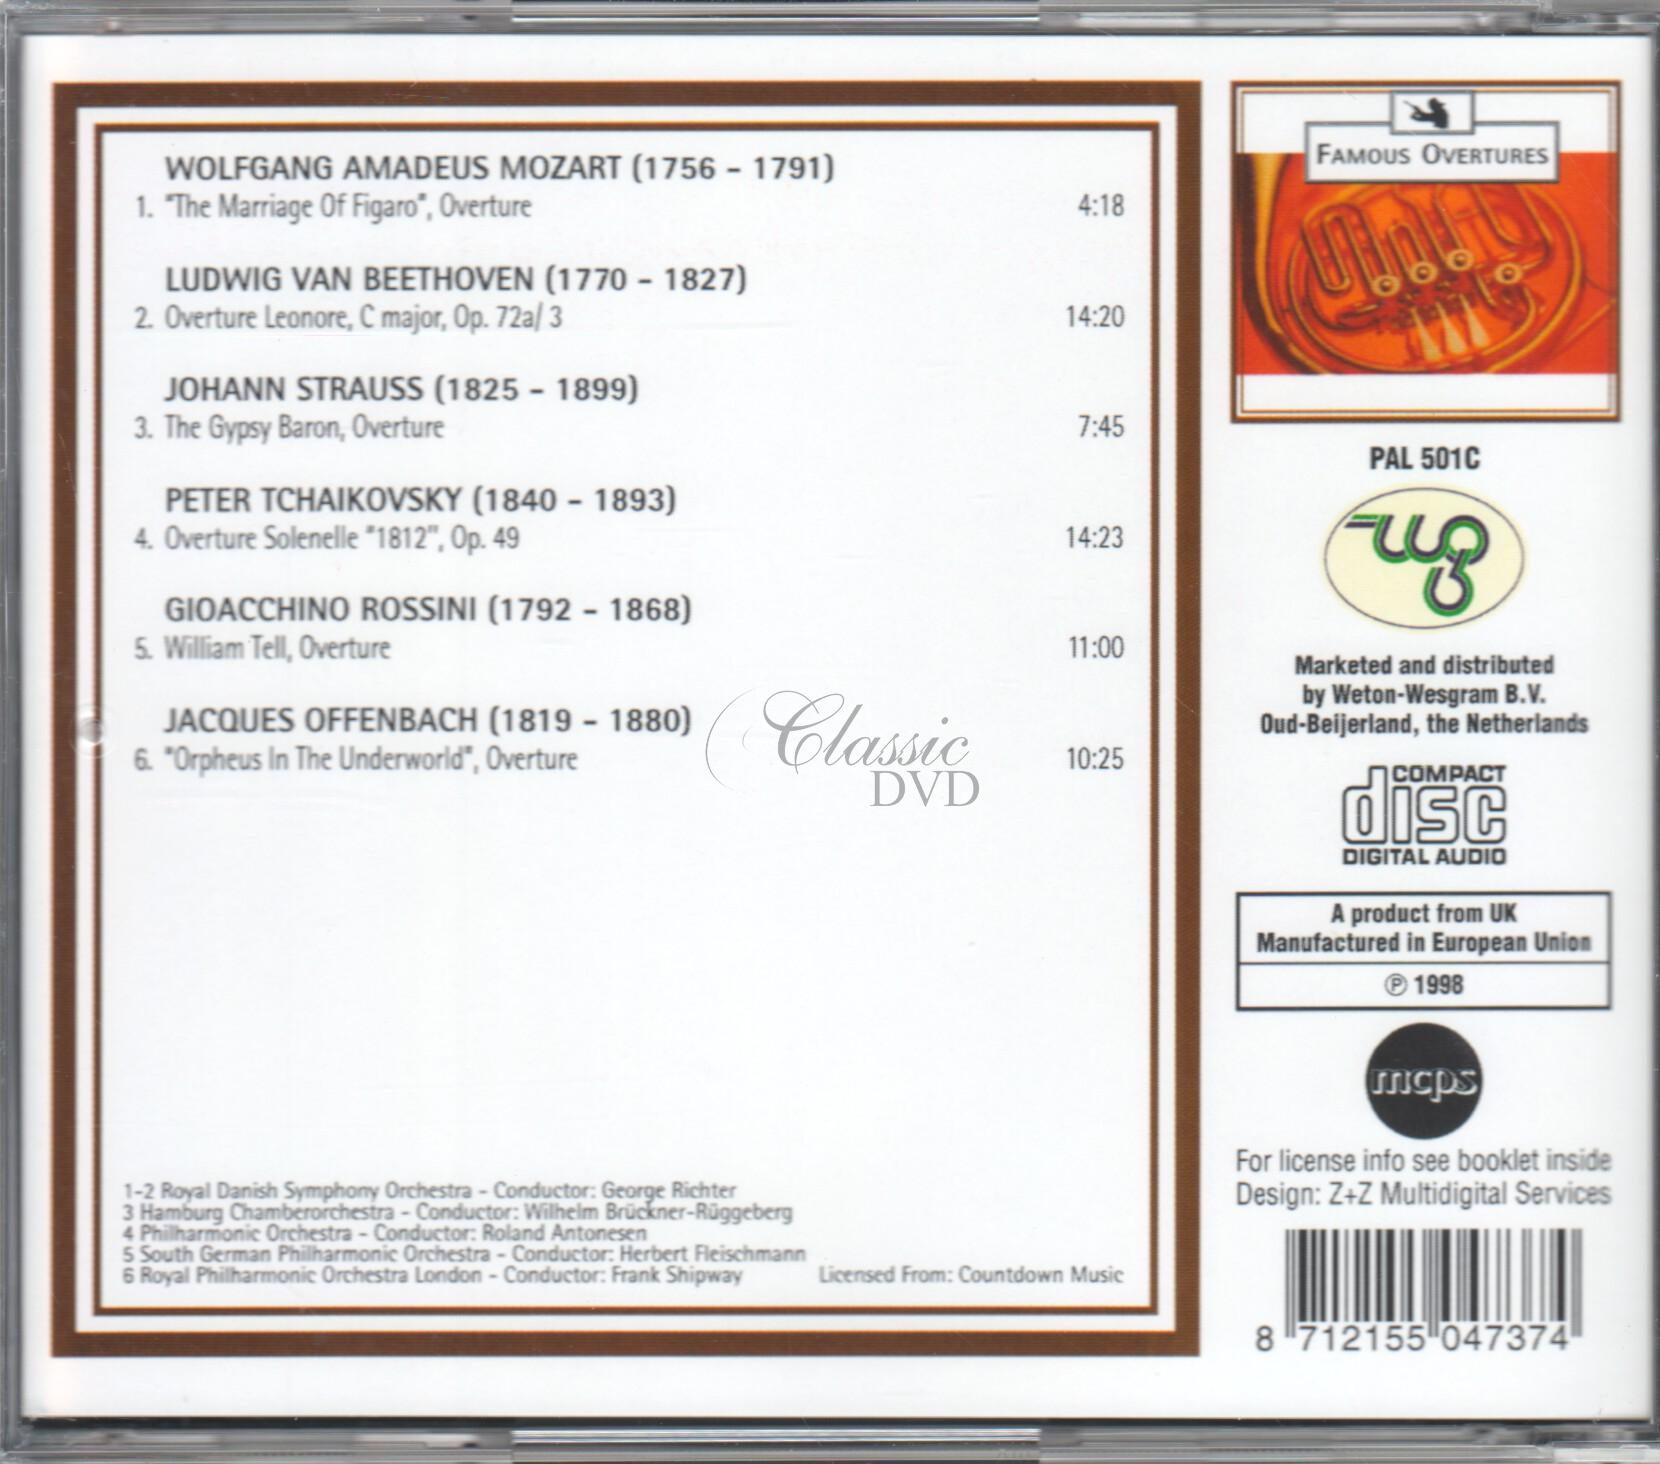 WOLFGANG AMADEUS MOZART (1756 - 1791)
1. "The Marriage Of Figaro", Overture 4:18
LUDWIG VAN BEETHOVEN (1770 - 1827)
2. Overture Leonore, C major, Op. 72a/ 3 14:20
JOHANN STRAUSS (1825 - 1899)
3. The Gypsy Baron, Overture 7:45
PETER TCHAIKOVSKY (1840 - 1893)
4. Overture Solenelle "1812", Op. 49 14:23
GIOACCHINO ROSSINI (1792 - 1868)
5. William Tell, Overture 11:00
JACQUES OFFENBACH (1819 - 1880)
6. "Orpheus In The Underworld", Overture 10:25
Classic
DVD
1-2 Royal Danish Symphony Orchestra - Conductor: George Richter
3 Hamburg Chamberorchestra - Conductor: Wilhelm Brückner-Rüggeberg
4 Philharmonic Orchestra - Conductor: Roland Antonesen
5 South German Philharmonic Orchestra - Conductor: Herbert Fleischmann
6 Royal Philharmonic Orchestra London - Conductor: Frank Shipway Licensed From: Countdown Music
FAMOUS OVERTURES
PAL 501C
Marketed and distributed
by Weton-Wesgram B.V.
Oud-Beijerland, the Netherlands
COMPACT
disc
DIGITAL AUDIO
A product from UK
Manufactured in European Union
℗ 1998
mcps
For license info see booklet inside
Design: Z+Z Multidigital Services
8 712155 047374